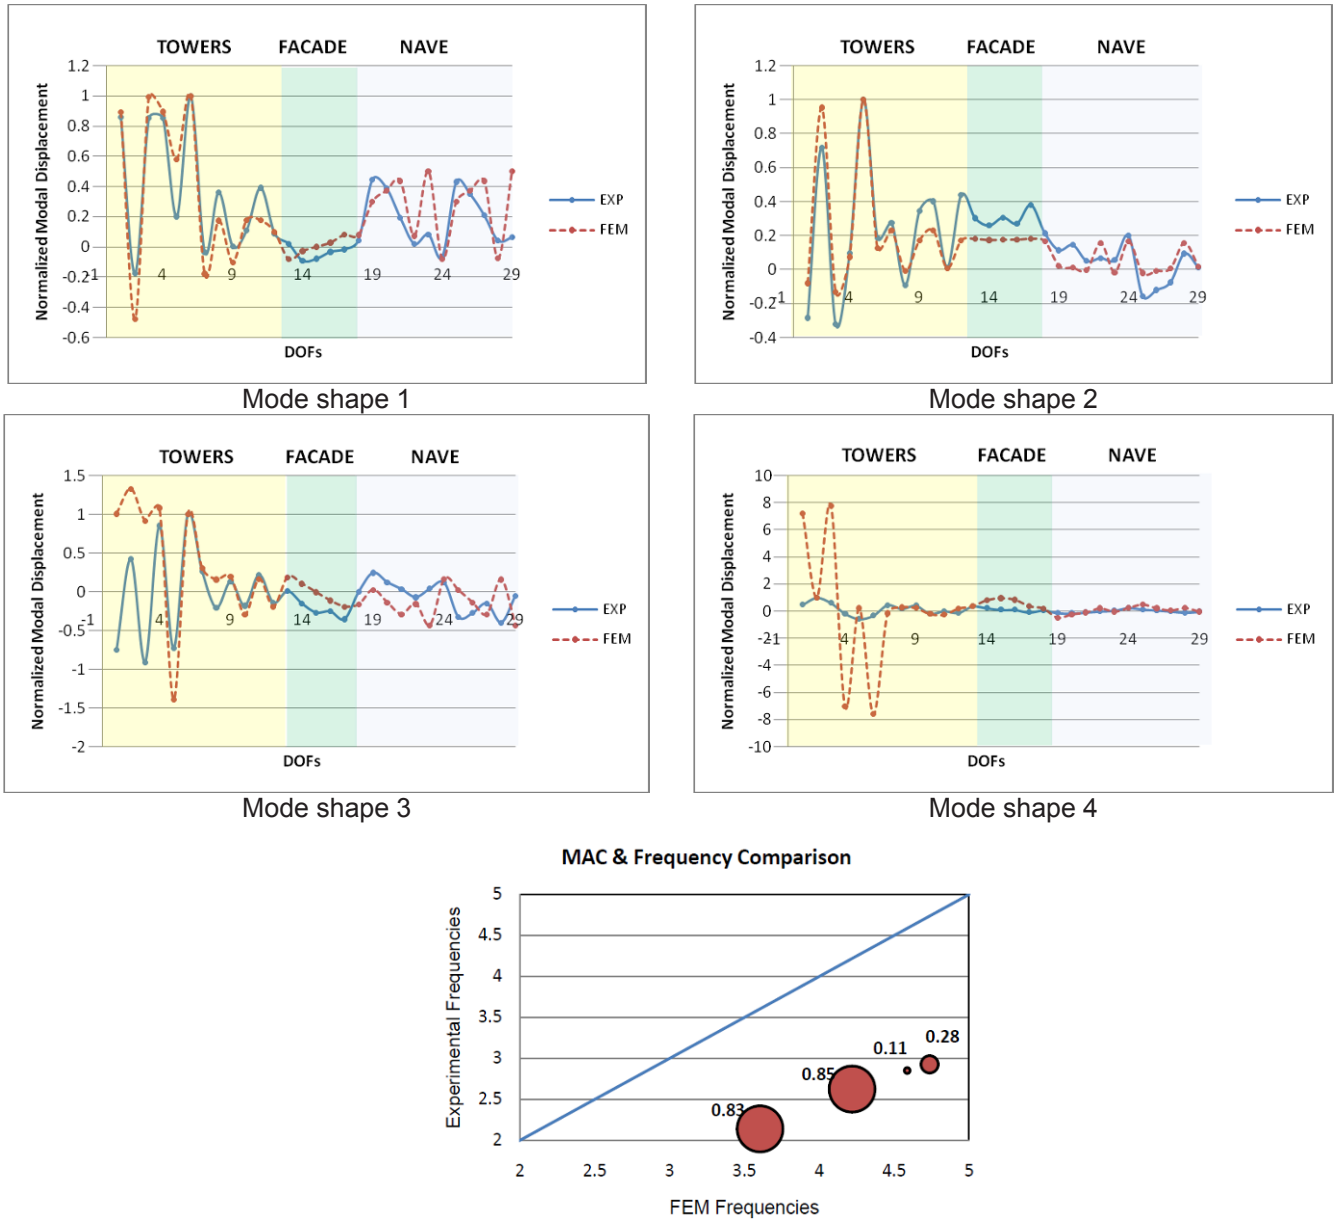 TOWERS FACADE NAVE
1.2
1
0.8
0.6
0.4
0.2
0
-0.2
-0.4
-0.6
Normalized Modal Displacement
-1 4 9 14 19 24 29
DOFs
EXP
FEM
Mode shape 1
TOWERS FACADE NAVE
1.2
1
0.8
0.6
0.4
0.2
0
-0.2
-0.4
Normalized Modal Displacement
-1 4 9 14 19 24 29
DOFs
EXP
FEM
Mode shape 2
TOWERS FACADE NAVE
1.5
1
0.5
0
-0.5
-1
-1.5
-2
Normalized Modal Displacement
-1 4 9 14 19 24 29
DOFs
EXP
FEM
Mode shape 3
TOWERS FACADE NAVE
10
8
6
4
2
0
-2
-4
-6
-8
-10
Normalized Modal Displacement
-1 4 9 14 19 24 29
DOFs
EXP
FEM
Mode shape 4
MAC & Frequency Comparison
5
4.5
4
3.5
3
2.5
2
Experimental Frequencies
0.83
0.85
0.11
0.28
2 2.5 3 3.5 4 4.5 5
FEM Frequencies